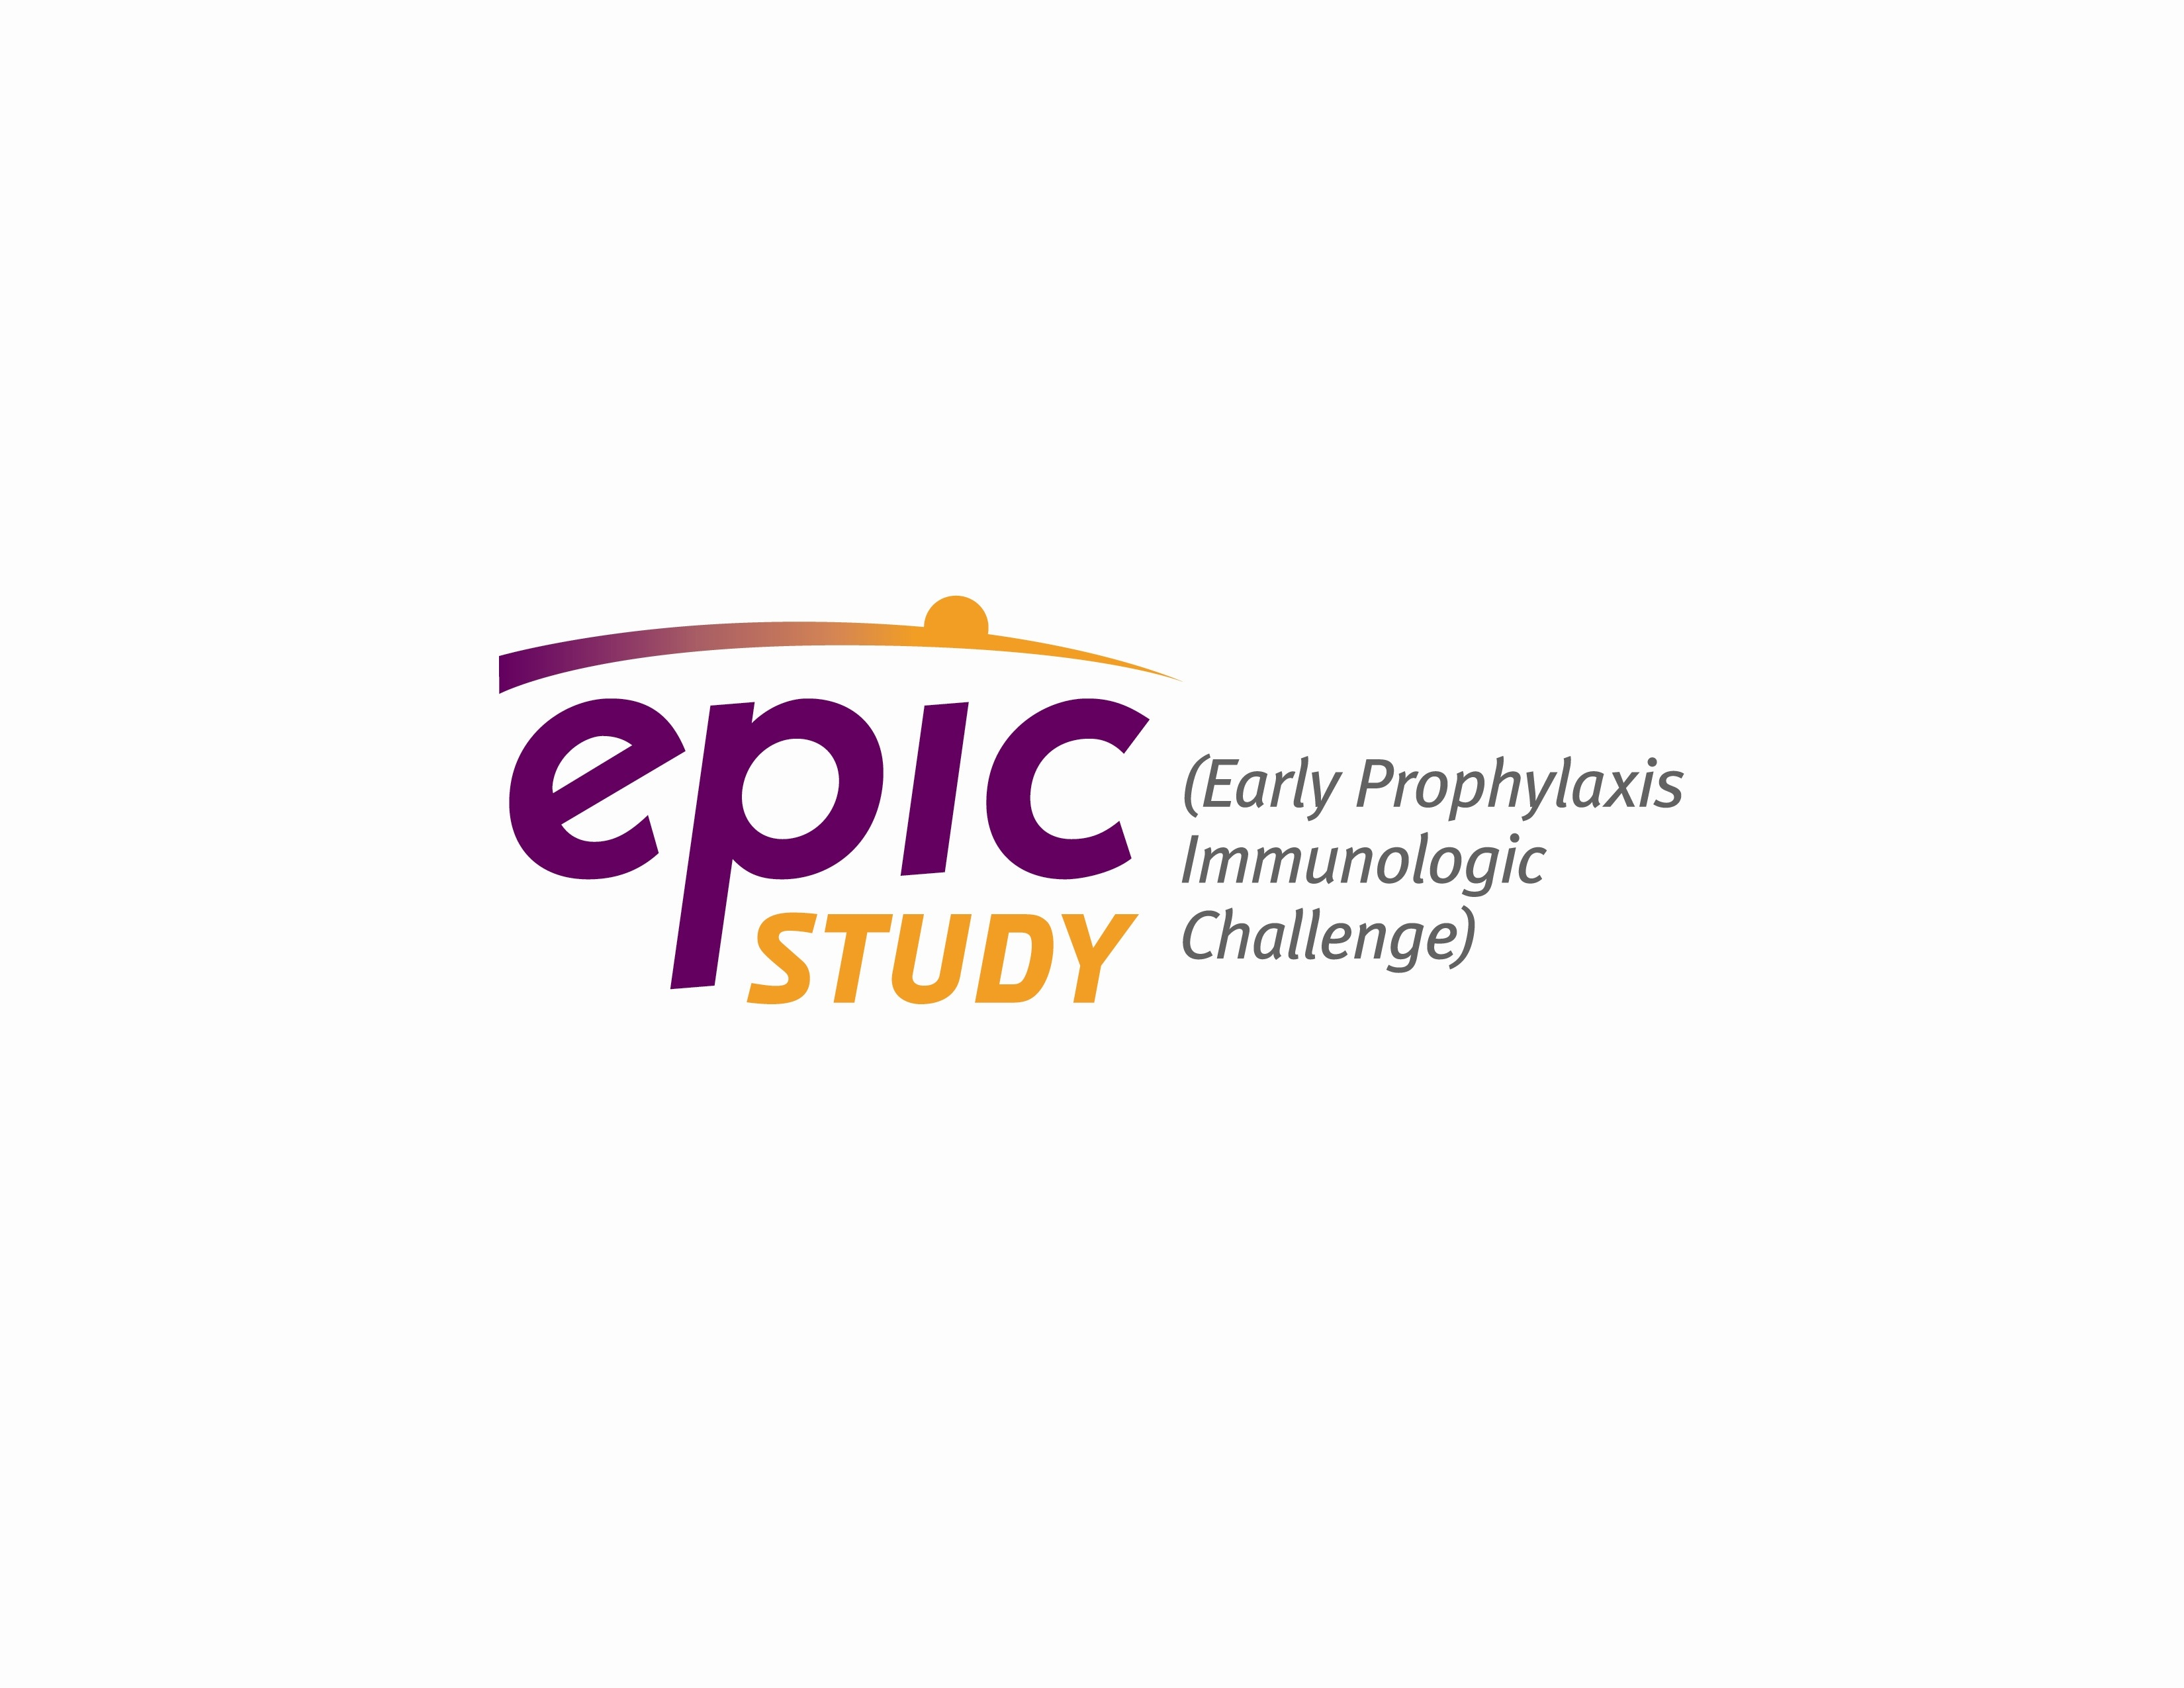 epic
STUDY
(Early Prophylaxis
Immunologic
Challenge)